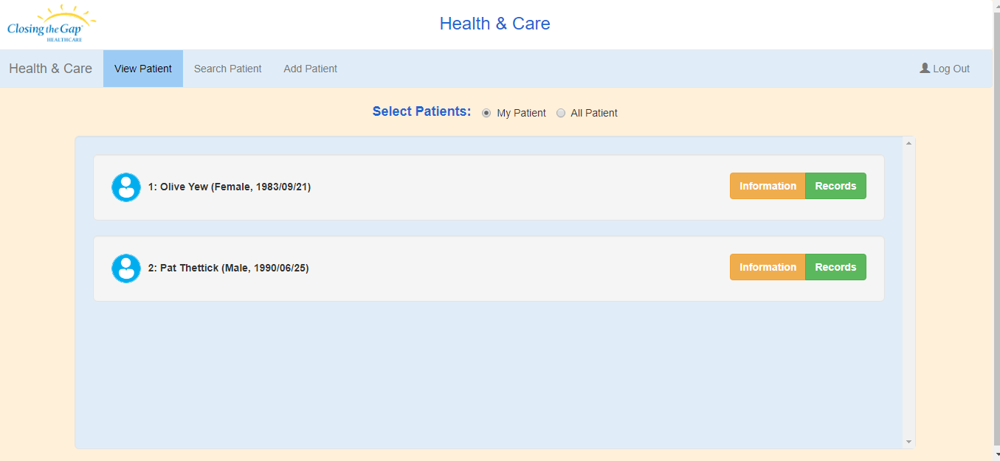 Closing the Gap
HEALTHCARE
Health & Care
Health & Care View Patient Search Patient Add Patient Log Out
Select Patients: My Patient All Patient
1: Olive Yew (Female, 1983/09/21) Information Records
2: Pat Thettick (Male, 1990/06/25) Information Records